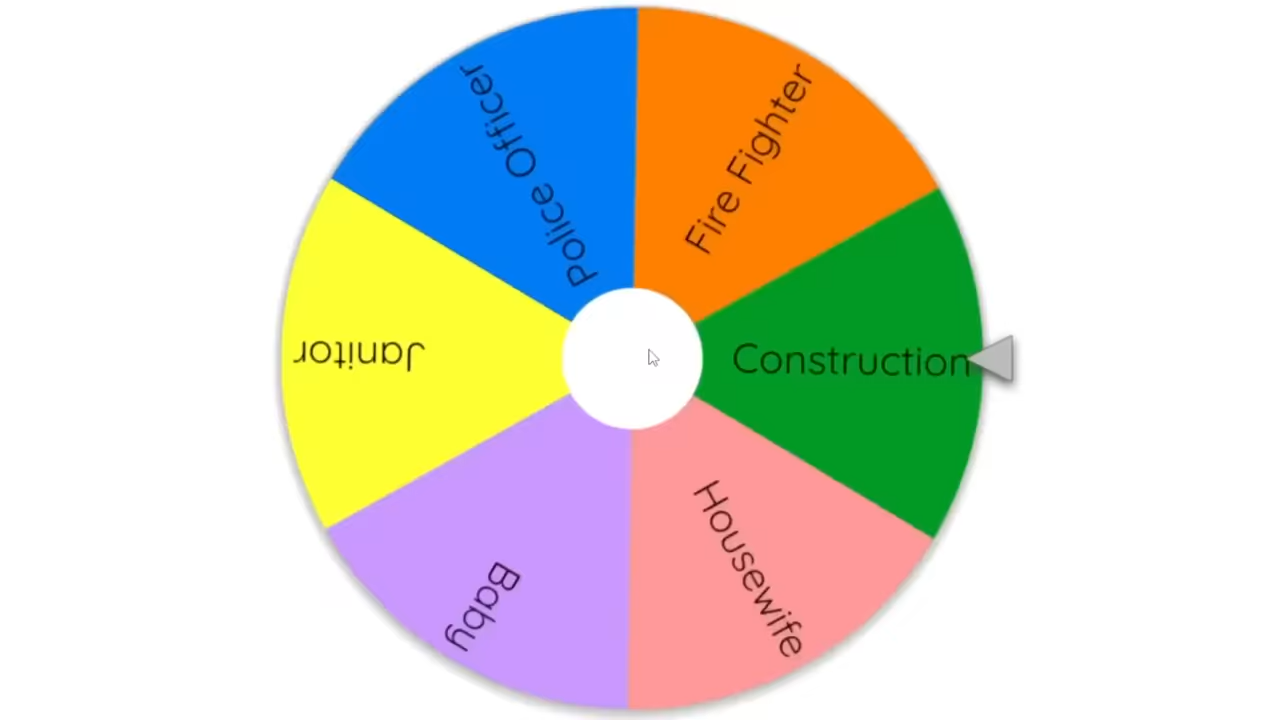 Police Officer
Fire Fighter
Janitor
Construction
Baby
Housewife